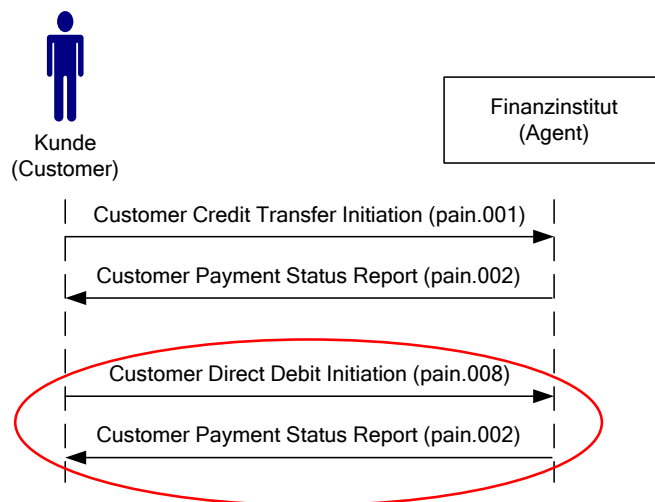 Kunde
(Customer)
Finanzinstitut
(Agent)
Customer Credit Transfer Initiation (pain.001)
Customer Payment Status Report (pain.002)
Customer Direct Debit Initiation (pain.008)
Customer Payment Status Report (pain.002)